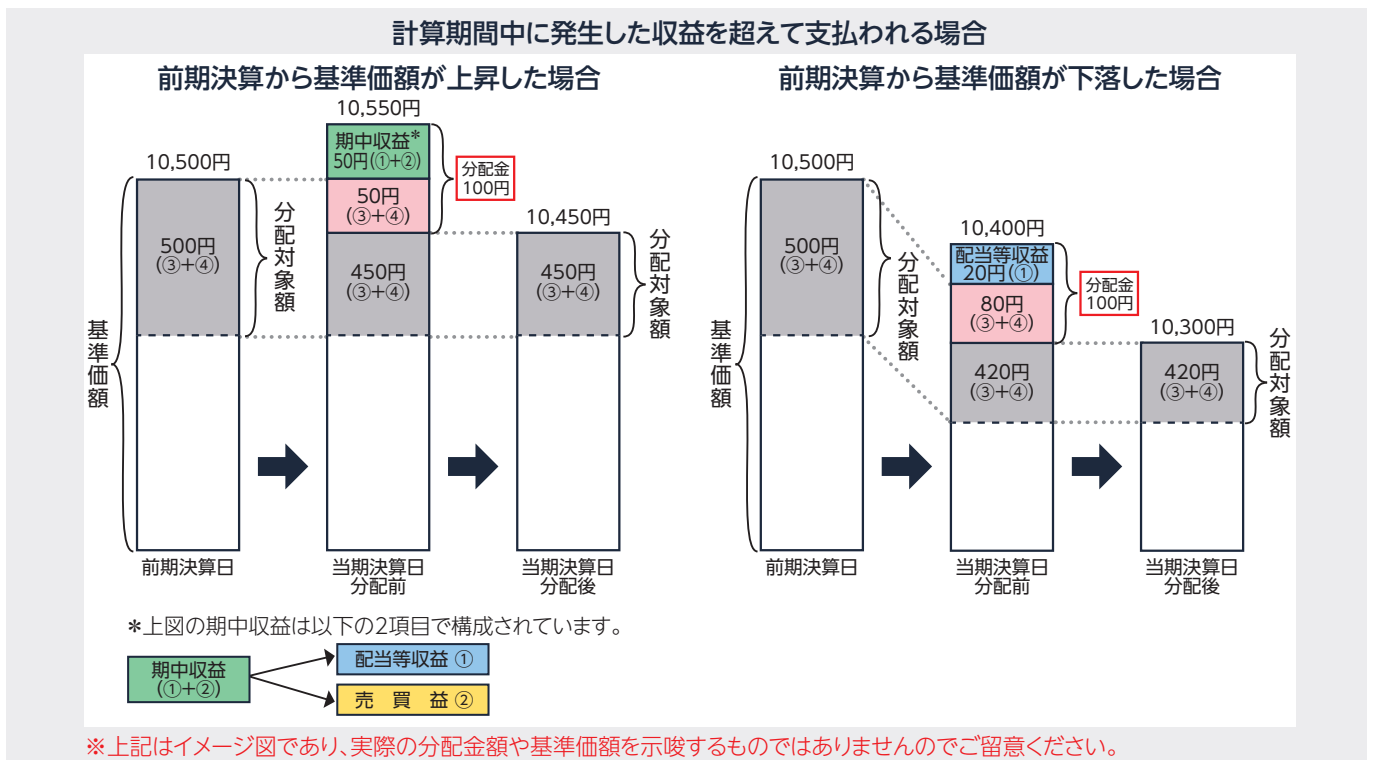 計算期間中に発生した収益を超えて支払われる場合
前期決算から基準価額が上昇した場合
10,500円
500円
(③+④)
分配対象額
基準価額
前期決算日
10,550円
期中収益*
50円(①+②)
50円
(③+④)
450円
(③+④)
分配金
100円
当期決算日
分配前
10,450円
450円
(③+④)
分配対象額
当期決算日
分配後
*上図の期中収益は以下の2項目で構成されています。
期中収益
(①+②)
配当等収益 ①
売 買 益 ②
前期決算から基準価額が下落した場合
10,500円
500円
(③+④)
分配対象額
基準価額
前期決算日
10,400円
配当等収益
20円(①)
80円
(③+④)
420円
(③+④)
分配金
100円
当期決算日
分配前
10,300円
420円
(③+④)
分配対象額
当期決算日
分配後
※上記はイメージ図であり、実際の分配金額や基準価額を示唆するものではありませんのでご留意ください。